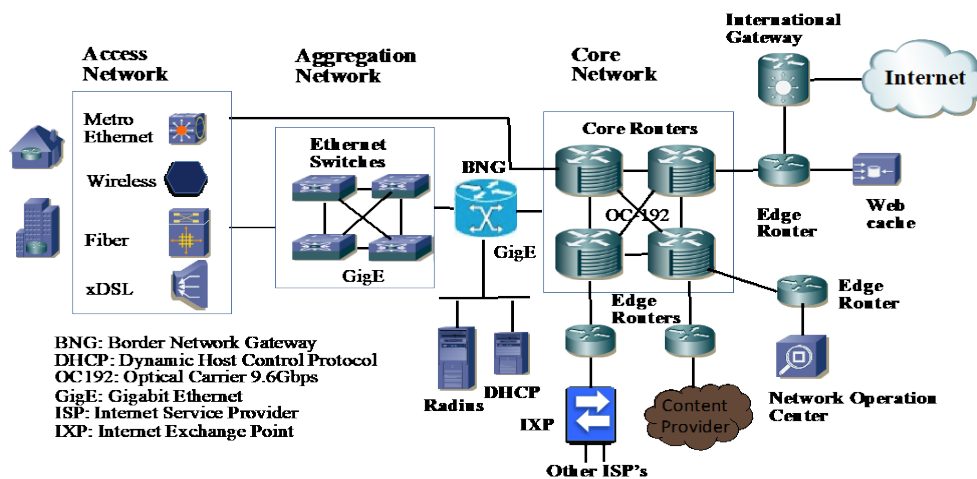 International
Gateway
Access
Network
Aggregation
Network
Core
Network
Internet
Metro
Ethernet
Wireless
Fiber
xDSL
Ethernet
Switches
GigE
BNG
GigE
Core Routers
OC-192
Edge
Router
Web
cache
Edge
Routers
Edge
Router
BNG: Border Network Gateway
DHCP: Dynamic Host Control Protocol
OC192: Optical Carrier 9.6Gbps
GigE: Gigabit Ethernet
ISP: Internet Service Provider
IXP: Internet Exchange Point
Radius
DHCP
IXP
Other ISP's
Content
Provider
Network Operation
Center